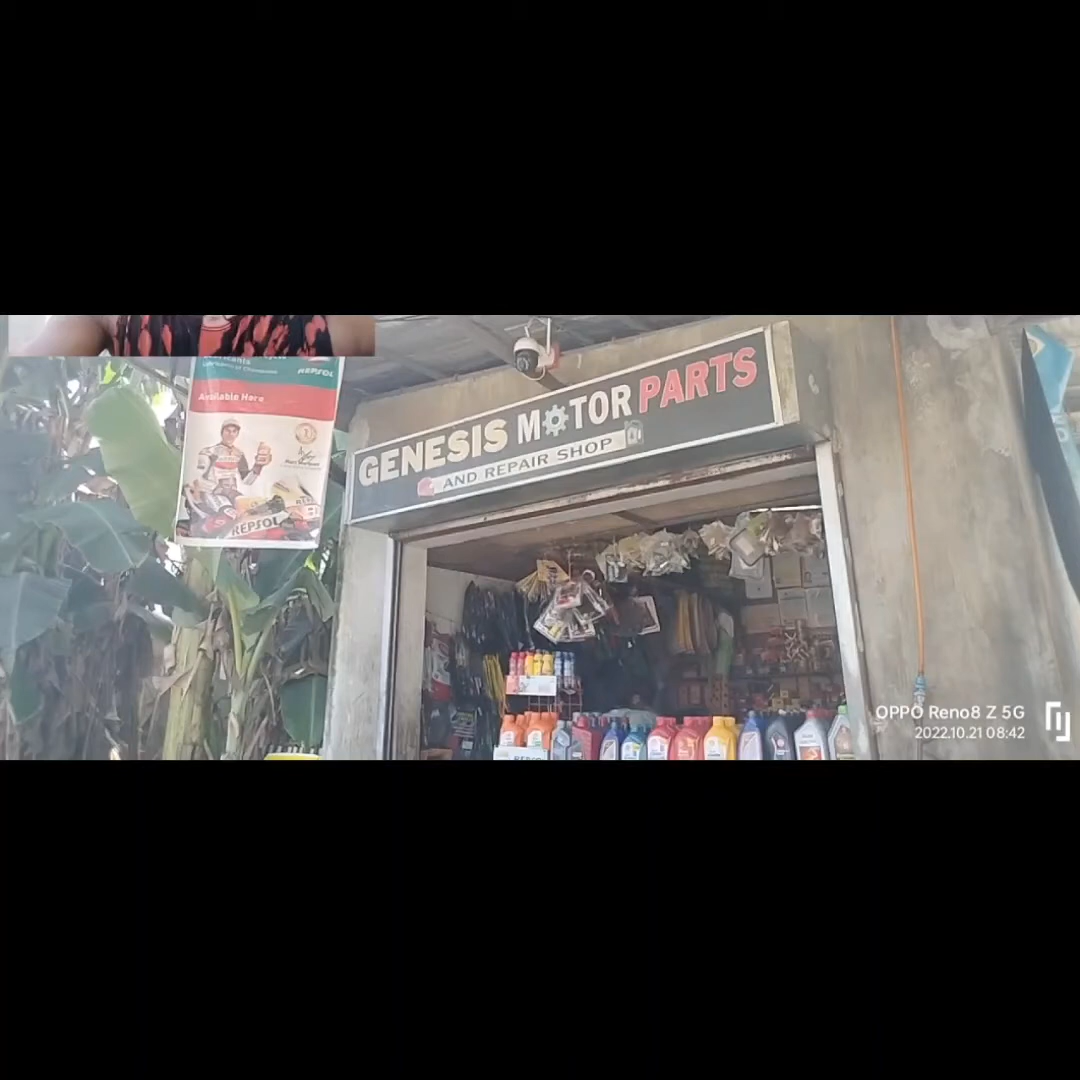 REPSOL
Available Here
REPSOL
GENESIS MOTOR PARTS
AND REPAIR SHOP
OPPO Reno8 Z 5G
2022.10.21 08:42